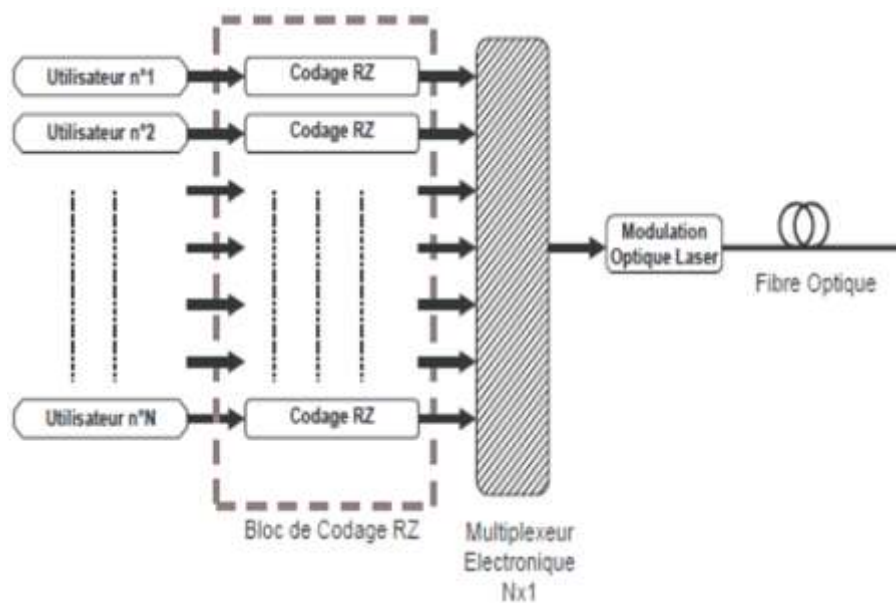 Utilisateur n°1
Codage RZ
Utilisateur n°2
Codage RZ
Modulation
Optique Laser
Fibre Optique
Utilisateur n°N
Codage RZ
Bloc de Codage RZ
Multiplexeur
Electronique
Nx1